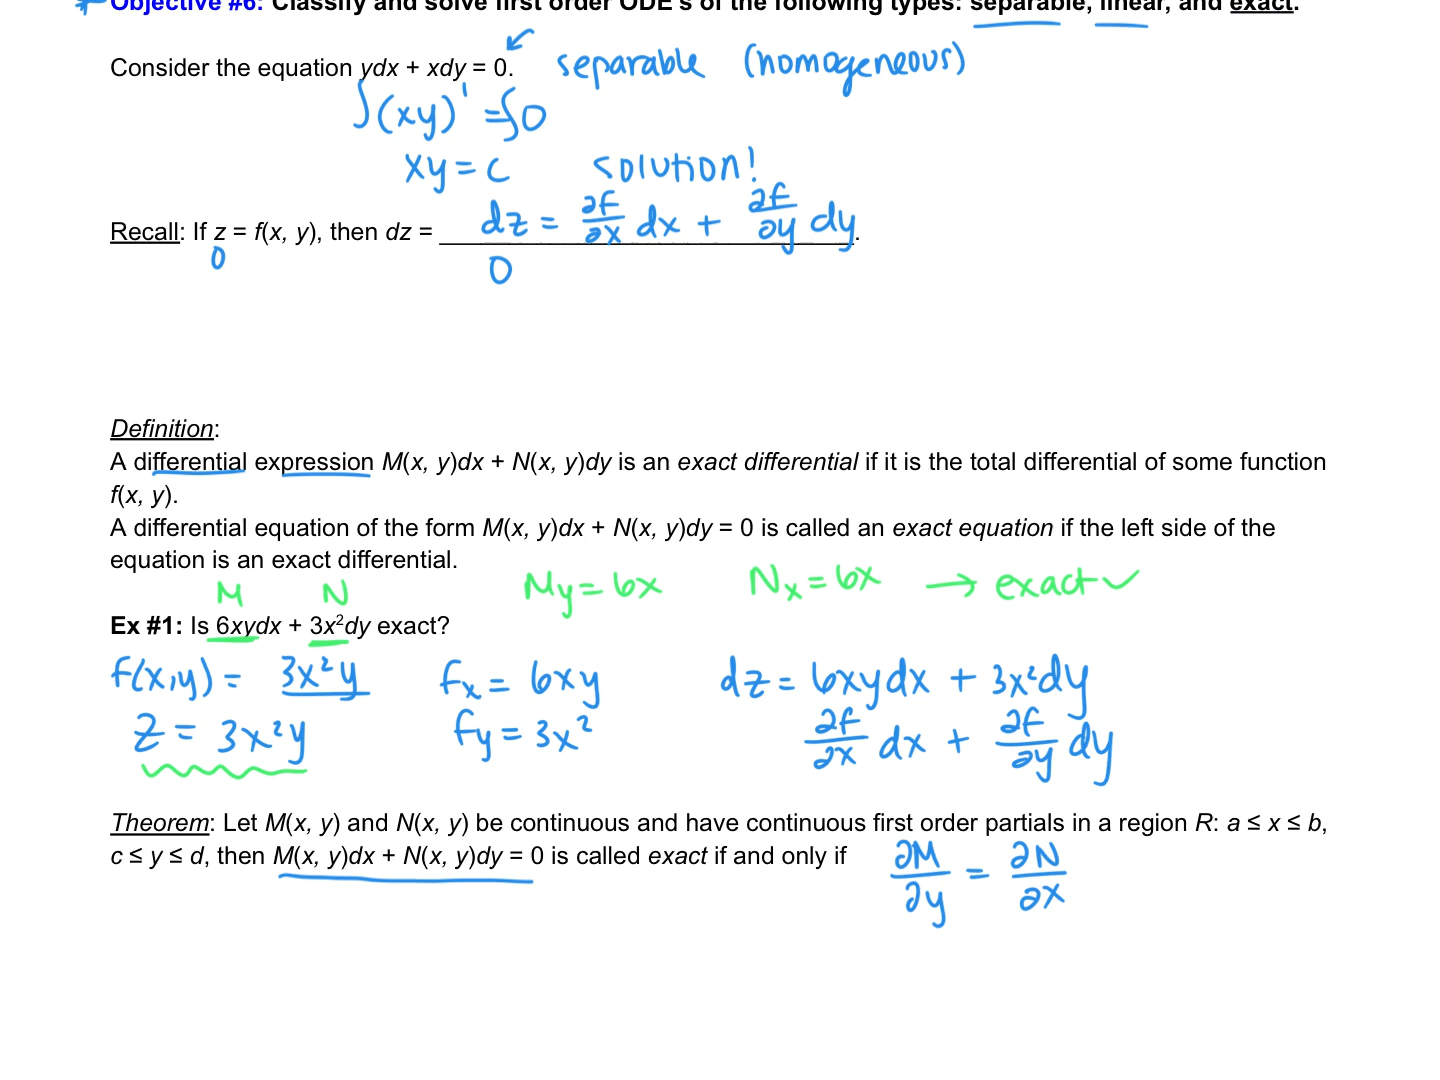 Objective #6: Classify and solve first order ODE's of the following types: separable, linear, and exact.
Consider the equation ydx + xdy = 0. separable (homogeneous)
∫(xy)' = ∫0
xy = c solution!
Recall: If z = f(x, y), then dz = dz = ∂f/∂x dx + ∂f/∂y dy.
0 0
Definition:
A differential expression M(x, y)dx + N(x, y)dy is an exact differential if it is the total differential of some function
f(x, y).
A differential equation of the form M(x, y)dx + N(x, y)dy = 0 is called an exact equation if the left side of the
equation is an exact differential.
M N My = 6x Nx = 6x → exact ✓
Ex #1: Is 6xydx + 3x²dy exact?
f(x,y) = 3x²y fx = 6xy dz = 6xydx + 3x²dy
z = 3x²y fy = 3x² ∂f/∂x dx + ∂f/∂y dy
Theorem: Let M(x, y) and N(x, y) be continuous and have continuous first order partials in a region R: a ≤ x ≤ b,
c ≤ y ≤ d, then M(x, y)dx + N(x, y)dy = 0 is called exact if and only if ∂M/∂y = ∂N/∂x